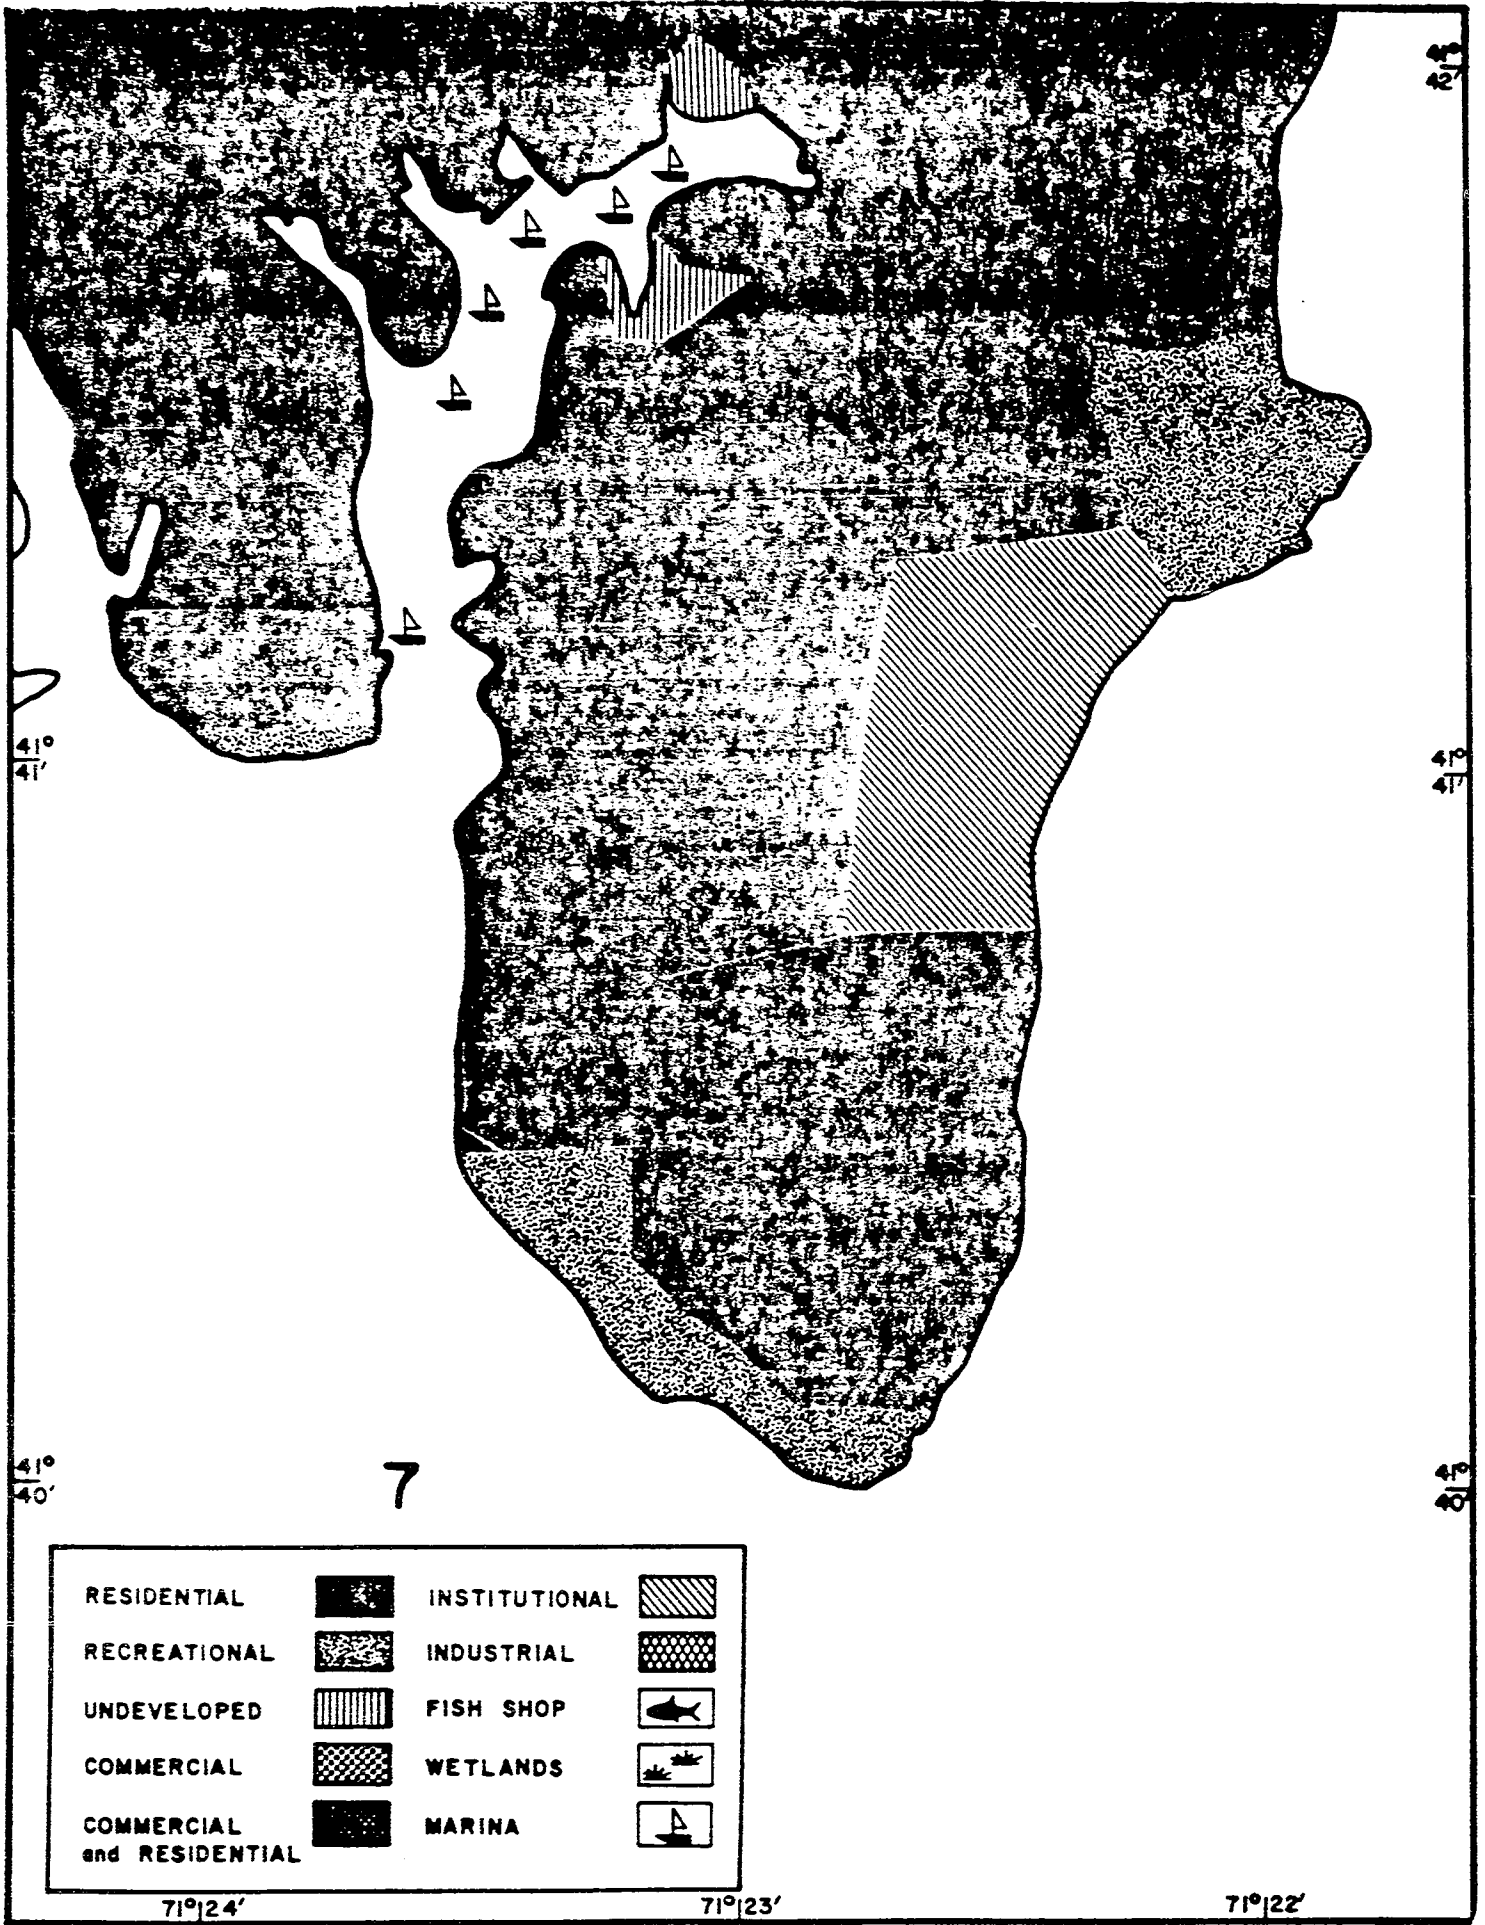 41°
42'
41°
41'
41°
41'
41°
40'
41°
40'
7
RESIDENTIAL
INSTITUTIONAL
RECREATIONAL
INDUSTRIAL
UNDEVELOPED
FISH SHOP
COMMERCIAL
WETLANDS
COMMERCIAL
and RESIDENTIAL
MARINA
71° 24'
71° 23'
71° 22'